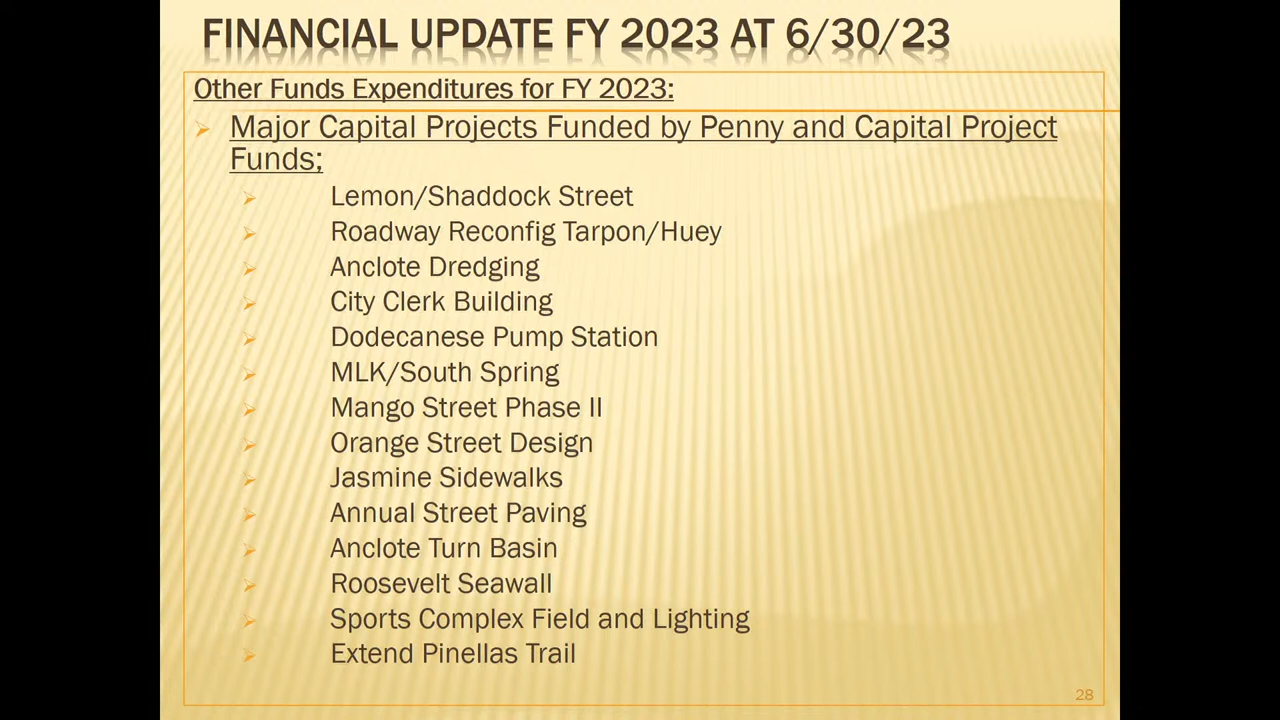 FINANCIAL UPDATE FY 2023 AT 6/30/23
Other Funds Expenditures for FY 2023:
Major Capital Projects Funded by Penny and Capital Project
Funds;
Lemon/Shaddock Street
Roadway Reconfig Tarpon/Huey
Anclote Dredging
City Clerk Building
Dodecanese Pump Station
MLK/South Spring
Mango Street Phase II
Orange Street Design
Jasmine Sidewalks
Annual Street Paving
Anclote Turn Basin
Roosevelt Seawall
Sports Complex Field and Lighting
Extend Pinellas Trail
28